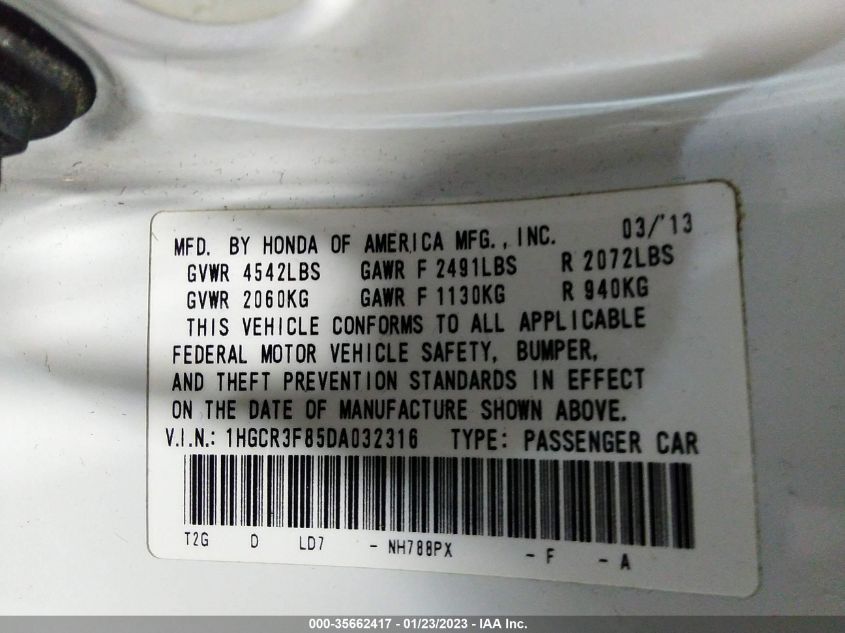 MFD. BY HONDA OF AMERICA MFG., INC. 03/'13
GVWR 4542LBS GAWR F 2491LBS R 2072LBS
GVWR 2060KG GAWR F 1130KG R 940KG
THIS VEHICLE CONFORMS TO ALL APPLICABLE
FEDERAL MOTOR VEHICLE SAFETY, BUMPER,
AND THEFT PREVENTION STANDARDS IN EFFECT
ON THE DATE OF MANUFACTURE SHOWN ABOVE.
V.I.N.: 1HGCR3F85DA032316 TYPE: PASSENGER CAR
T2G D LD7 - NH788PX - F - A
000-35662417 - 01/23/2023 - IAA Inc.